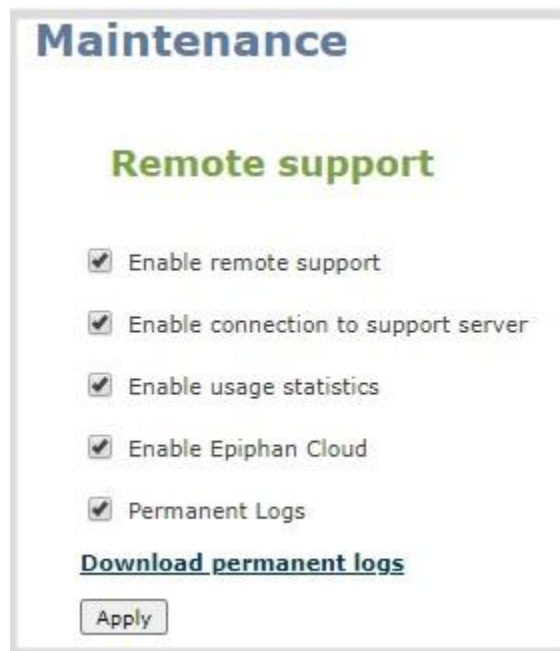 Maintenance
Remote support
Enable remote support
Enable connection to support server
Enable usage statistics
Enable Epiphan Cloud
Permanent Logs
Download permanent logs
Apply